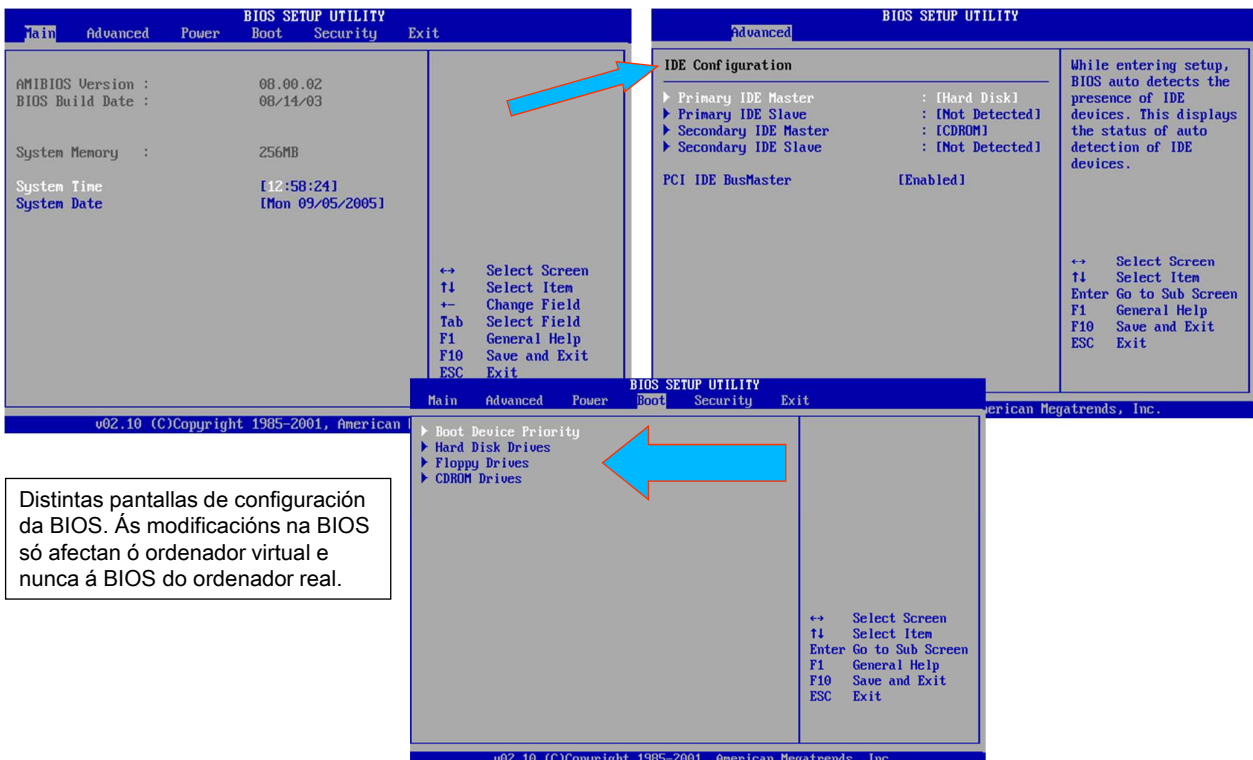 BIOS SETUP UTILITY
Main Advanced Power Boot Security Exit
AMIBIOS Version : 08.00.02
BIOS Build Date : 08/14/03
System Memory : 256MB
System Time [12:58:24]
System Date [Mon 09/05/2005]
↔ Select Screen
↑↓ Select Item
+- Change Field
Tab Select Field
F1 General Help
F10 Save and Exit
ESC Exit
v02.10 (C)Copyright 1985-2001, American
BIOS SETUP UTILITY
Advanced
IDE Configuration
Primary IDE Master : [Hard Disk]
Primary IDE Slave : [Not Detected]
Secondary IDE Master : [CDROM]
Secondary IDE Slave : [Not Detected]
PCI IDE BusMaster [Enabled]
While entering setup,
BIOS auto detects the
presence of IDE
devices. This displays
the status of auto
detection of IDE
devices.
↔ Select Screen
↑↓ Select Item
Enter Go to Sub Screen
F1 General Help
F10 Save and Exit
ESC Exit
Megatrends, Inc.
BIOS SETUP UTILITY
Main Advanced Power Boot Security Exit
Boot Device Priority
Hard Disk Drives
Floppy Drives
CDROM Drives
↔ Select Screen
↑↓ Select Item
Enter Go to Sub Screen
F1 General Help
F10 Save and Exit
ESC Exit
v02.10 (C)Copyright 1985-2001, American Megatrends, Inc.
Distintas pantallas de configuración
da BIOS. Ás modificacións na BIOS
só afectan ó ordenador virtual e
nunca á BIOS do ordenador real.